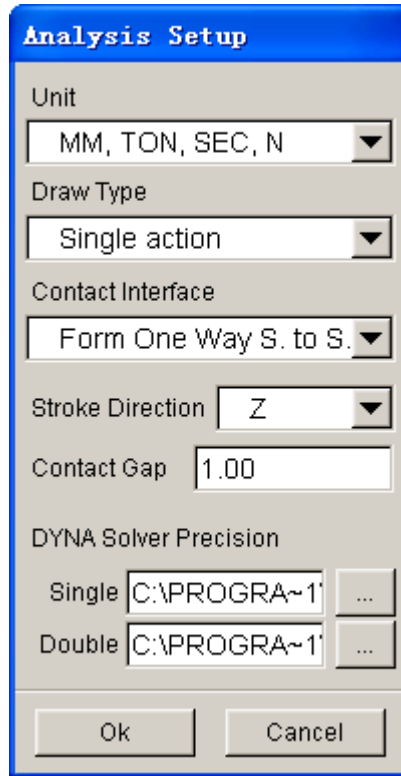 Analysis Setup
Unit
MM, TON, SEC, N
Draw Type
Single action
Contact Interface
Form One Way S. to S.
Stroke Direction Z
Contact Gap 1.00
DYNA Solver Precision
Single C:\PROGRA~1 ...
Double C:\PROGRA~1 ...
Ok Cancel